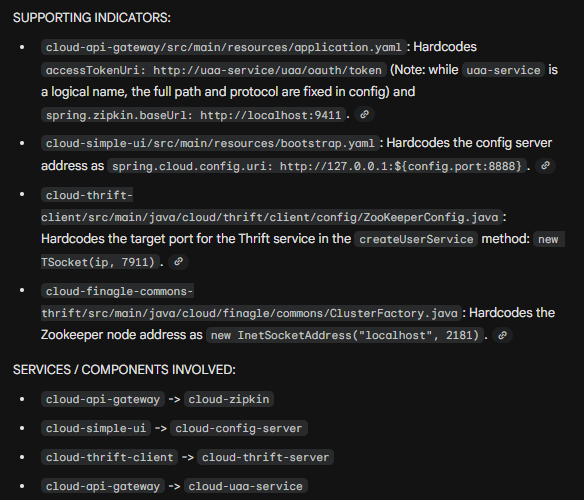 SUPPORTING INDICATORS:
• cloud-api-gateway/src/main/resources/application.yaml: Hardcodes
accessTokenUri: http://uaa-service/uaa/oauth/token (Note: while uaa-service is
a logical name, the full path and protocol are fixed in config) and
spring.zipkin.baseUrl: http://localhost:9411.
• cloud-simple-ui/src/main/resources/bootstrap.yaml: Hardcodes the config server
address as spring.cloud.config.uri: http://127.0.0.1:${config.port:8888}.
• cloud-thrift-
client/src/main/java/cloud/thrift/client/config/ZooKeeperConfig.java:
Hardcodes the target port for the Thrift service in the createUserService method: new
TSocket(ip, 7911).
• cloud-finagle-commons-
thrift/src/main/java/cloud/finagle/commons/ClusterFactory.java: Hardcodes the
Zookeeper node address as new InetSocketAddress("localhost", 2181).
SERVICES / COMPONENTS INVOLVED:
• cloud-api-gateway -> cloud-zipkin
• cloud-simple-ui -> cloud-config-server
• cloud-thrift-client -> cloud-thrift-server
• cloud-api-gateway -> cloud-uaa-service